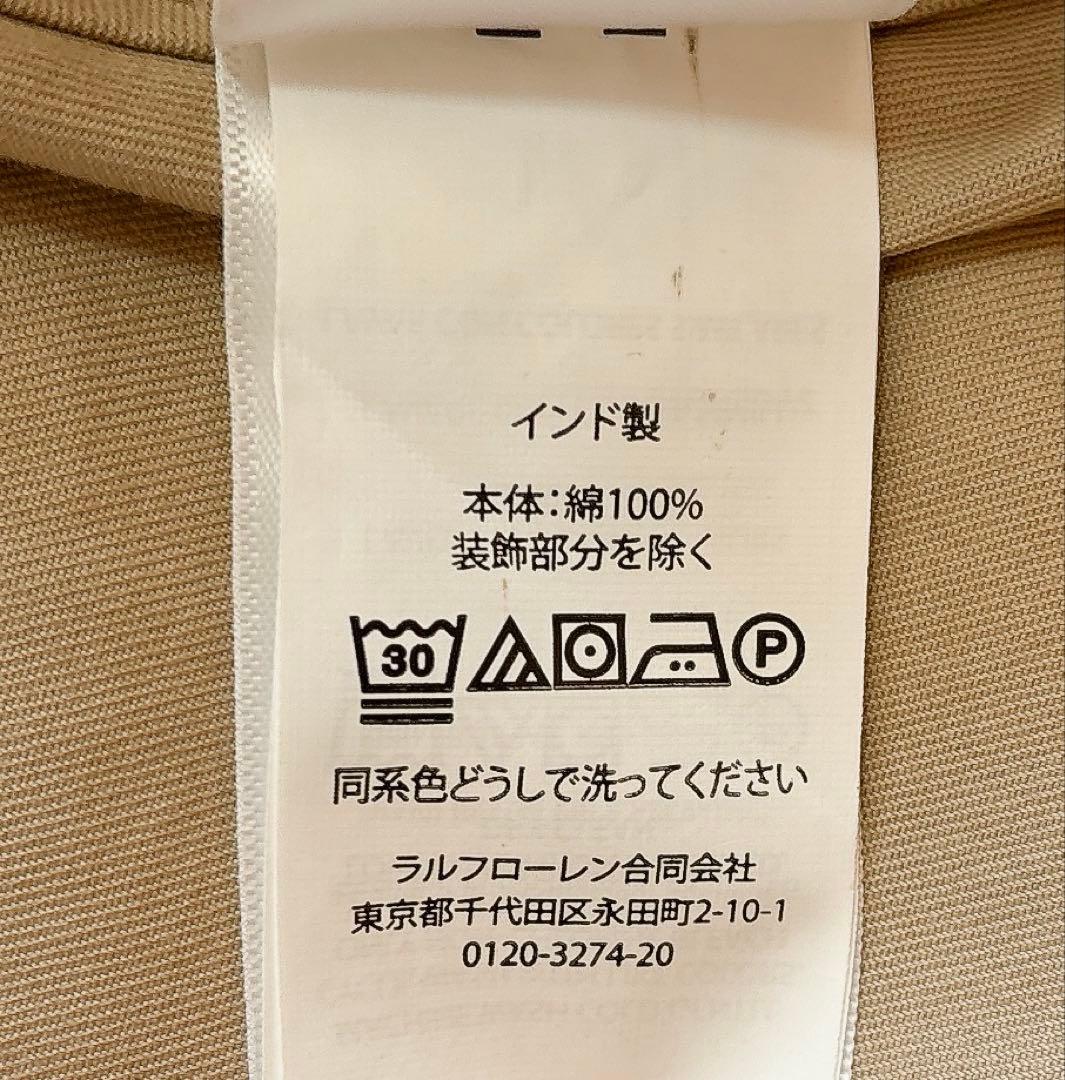 インド製
本体:綿100%
装飾部分を除く
30
P
同系色どうしで洗ってください
ラルフローレン合同会社
東京都千代田区永田町2-10-1
0120-3274-20